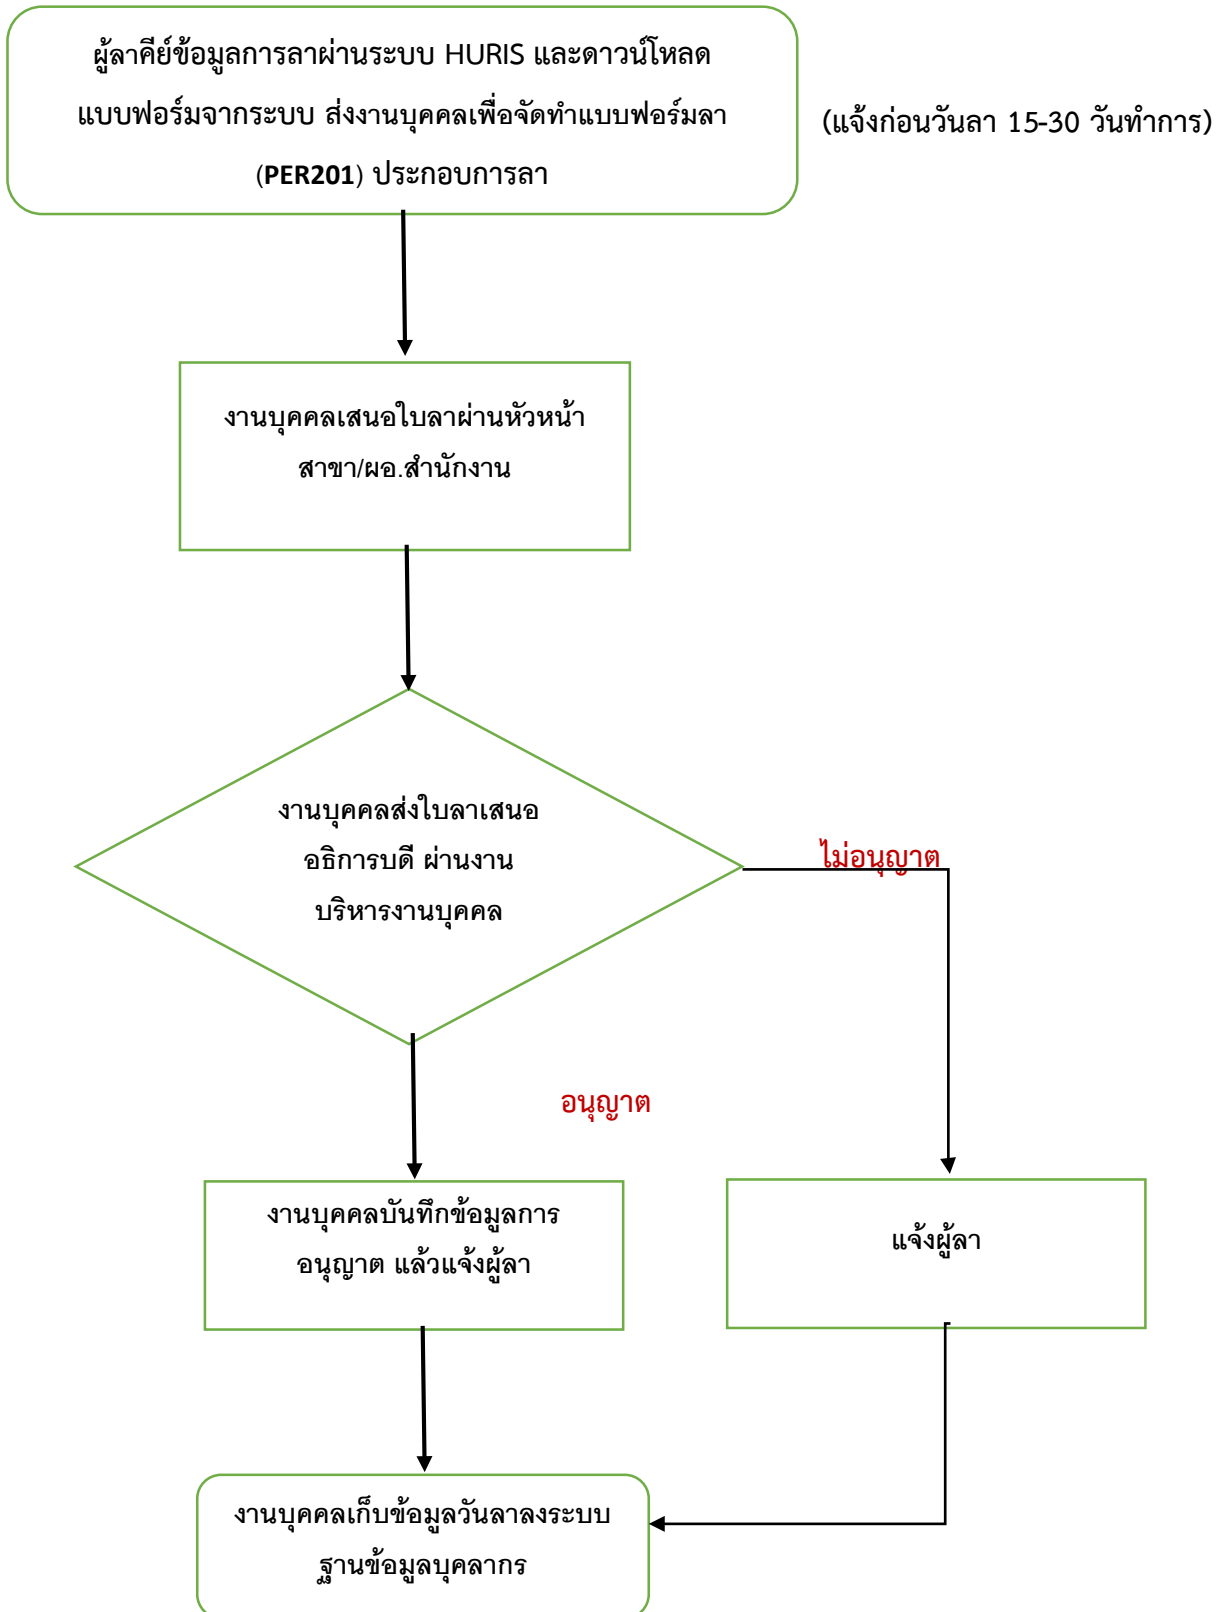 ผู้ลาคีย์ข้อมูลการลาผ่านระบบ HURIS และดาวน์โหลด
แบบฟอร์มจากระบบ ส่งงานบุคคลเพื่อจัดทำแบบฟอร์มลา
(PER201) ประกอบการลา
(แจ้งก่อนวันลา 15-30 วันทำการ)
งานบุคคลเสนอใบลาผ่านหัวหน้า
สาขา/ผอ.สำนักงาน
งานบุคคลส่งใบลาเสนอ
อธิการบดี ผ่านงาน
บริหารงานบุคคล
ไม่อนุญาต
อนุญาต
งานบุคคลบันทึกข้อมูลการ
อนุญาต แล้วแจ้งผู้ลา
แจ้งผู้ลา
งานบุคคลเก็บข้อมูลวันลาลงระบบ
ฐานข้อมูลบุคลากร